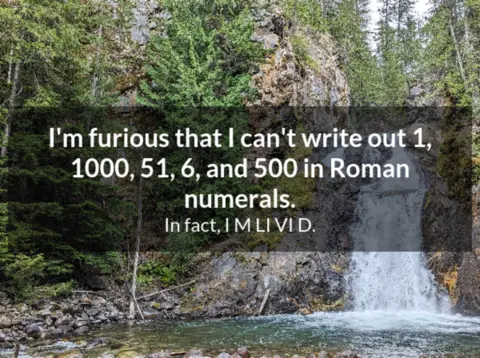 I'm furious that I can't write out 1,
1000, 51, 6, and 500 in Roman
numerals.
In fact, I M LI VI D.